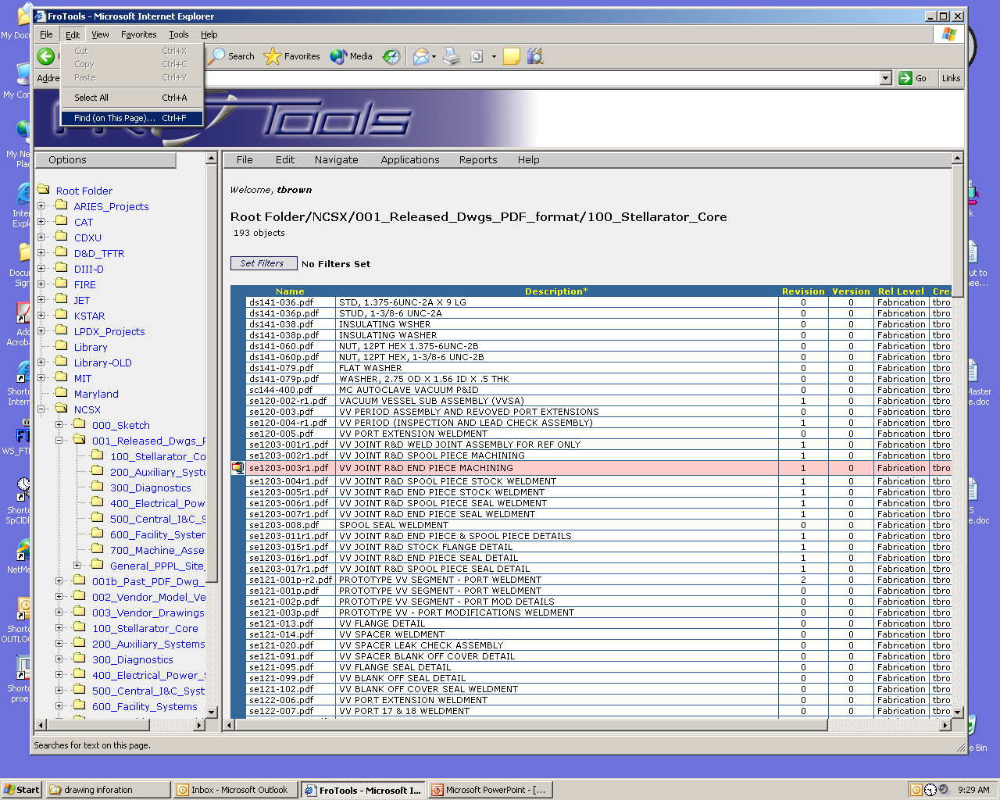 FroTools - Microsoft Internet Explorer
File Edit View Favorites Tools Help
Cut Ctrl+X
Copy Ctrl+C
Paste Ctrl+V
Select All Ctrl+A
Find (on This Page)... Ctrl+F
Search Favorites Media
Addre Go Links
Tools
Options
File Edit Navigate Applications Reports Help
Root Folder
ARIES_Projects
CAT
CDXU
D&D_TFTR
DIII-D
FIRE
JET
KSTAR
LPDX_Projects
Library
Library-OLD
MIT
Maryland
NCSX
000_Sketch
001_Released_Dwgs_P
100_Stellarator_Co
200_Auxiliary_Syste
300_Diagnostics
400_Electrical_Pow
500_Central_I&C_S
600_Facility_System
700_Machine_Asse
General_PPPL_Site_
001b_Past_PDF_Dwg_
002_Vendor_Model_Ve
003_Vendor_Drawings
100_Stellarator_Core
200_Auxiliary_Systems
300_Diagnostics
400_Electrical_Power_S
500_Central_I&C_Syst
600_Facility_Systems
Welcome, tbrown
Root Folder/NCSX/001_Released_Dwgs_PDF_format/100_Stellarator_Core
193 objects
Set Filters No Filters Set
Name Description* Revision Version Rel Level Crea
ds141-036.pdf STD, 1.375-6UNC-2A X 9 LG 0 0 Fabrication tbro
ds141-036p.pdf STUD, 1-3/8-6 UNC-2A 0 0 Fabrication tbro
ds141-038.pdf INSULATING WSHER 0 0 Fabrication tbro
ds141-038p.pdf INSULATING WASHER 0 0 Fabrication tbro
ds141-060.pdf NUT, 12PT HEX 1.375-6UNC-2B 0 0 Fabrication tbro
ds141-060p.pdf NUT, 12PT HEX, 1-3/8-6 UNC-2B 0 0 Fabrication tbro
ds141-079.pdf FLAT WASHER 0 0 Fabrication tbro
ds141-079p.pdf WASHER, 2.75 OD X 1.56 ID X .5 THK 0 0 Fabrication tbro
sc144-400.pdf MC AUTOCLAVE VACUUM P&ID 0 0 Fabrication tbro
se120-002-r1.pdf VACUUM VESSEL SUB ASSEMBLY (VVSA) 1 0 Fabrication tbro
se120-003.pdf VV PERIOD ASSEMBLY AND REVOVED PORT EXTENSIONS 0 0 Fabrication tbro
se120-004-r1.pdf VV PERIOD (INSPECTION AND LEAD CHECK ASSEMBLY) 1 0 Fabrication tbro
se120-005.pdf VV PORT EXTENSION WELDMENT 0 0 Fabrication tbro
se1203-001r1.pdf VV JOINT R&D WELD JOINT ASSEMBLY FOR REF ONLY 1 0 Fabrication tbro
se1203-002r1.pdf VV JOINT R&D SPOOL PIECE MACHINING 1 0 Fabrication tbro
se1203-003r1.pdf VV JOINT R&D END PIECE MACHINING 1 0 Fabrication tbro
se1203-004r1.pdf VV JOINT R&D SPOOL PIECE STOCK WELDMENT 1 0 Fabrication tbro
se1203-005r1.pdf VV JOINT R&D END PIECE STOCK WELDMENT 1 0 Fabrication tbro
se1203-006r1.pdf VV JOINT R&D SPOOL PIECE SEAL WELDMENT 1 0 Fabrication tbro
se1203-007r1.pdf VV JOINT R&D END PIECE SEAL WELDMENT 1 0 Fabrication tbro
se1203-008.pdf SPOOL SEAL WELDMENT 0 0 Fabrication tbro
se1203-011r1.pdf VV JOINT R&D END PIECE & SPOOL PIECE DETAILS 1 0 Fabrication tbro
se1203-015r1.pdf VV JOINT R&D STOCK FLANGE DETAIL 1 0 Fabrication tbro
se1203-016r1.pdf VV JOINT R&D END PIECE SEAL DETAIL 1 0 Fabrication tbro
se1203-017r1.pdf VV JOINT R&D SPOOL PIECE SEAL DETAIL 1 0 Fabrication tbro
se121-001p-r2.pdf PROTOTYPE VV SEGMENT - PORT WELDMENT 2 0 Fabrication tbro
se121-001p.pdf PROTOTYPE VV SEGMENT - PORT WELDMENT 0 0 Fabrication tbro
se121-002p.pdf PROTOTYPE VV SEGMENT - PORT MOD DETAILS 0 0 Fabrication tbro
se121-003p.pdf PROTOTYPE VV - PORT MODIFICATIONS WELDMENT 0 0 Fabrication tbro
se121-013.pdf VV FLANGE DETAIL 0 0 Fabrication tbro
se121-014.pdf VV SPACER WELDMENT 0 0 Fabrication tbro
se121-020.pdf VV SPACER LEAK CHECK ASSEMBLY 0 0 Fabrication tbro
se121-091.pdf VV SPACER BLANK OFF COVER DETAIL 0 0 Fabrication tbro
se121-095.pdf VV FLANGE SEAL DETAIL 0 0 Fabrication tbro
se121-099.pdf VV BLANK OFF SEAL DETAIL 0 0 Fabrication tbro
se121-102.pdf VV BLANK OFF COVER SEAL WELDMENT 0 0 Fabrication tbro
se122-006.pdf VV PORT EXTENSION WELDMENT 0 0 Fabrication tbro
se122-007.pdf VV PORT 17 & 18 WELDMENT 0 0 Fabrication tbro
Searches for text on this page.
My Docu
My Con
My Ne
Plac
Inter
Explo
Docu
Sign
Ado
Acroba
Shorto
Intern
WS_FT
Shorto
SpClDl
NetMe
Shorto
OUTLO
Shorto
proe
k
ut to
nee...
Master
e.doc
S
e.doc
e Bin
Start drawing inforation Inbox - Microsoft Outlook FroTools - Microsoft I... Microsoft PowerPoint - [... 9:29 AM